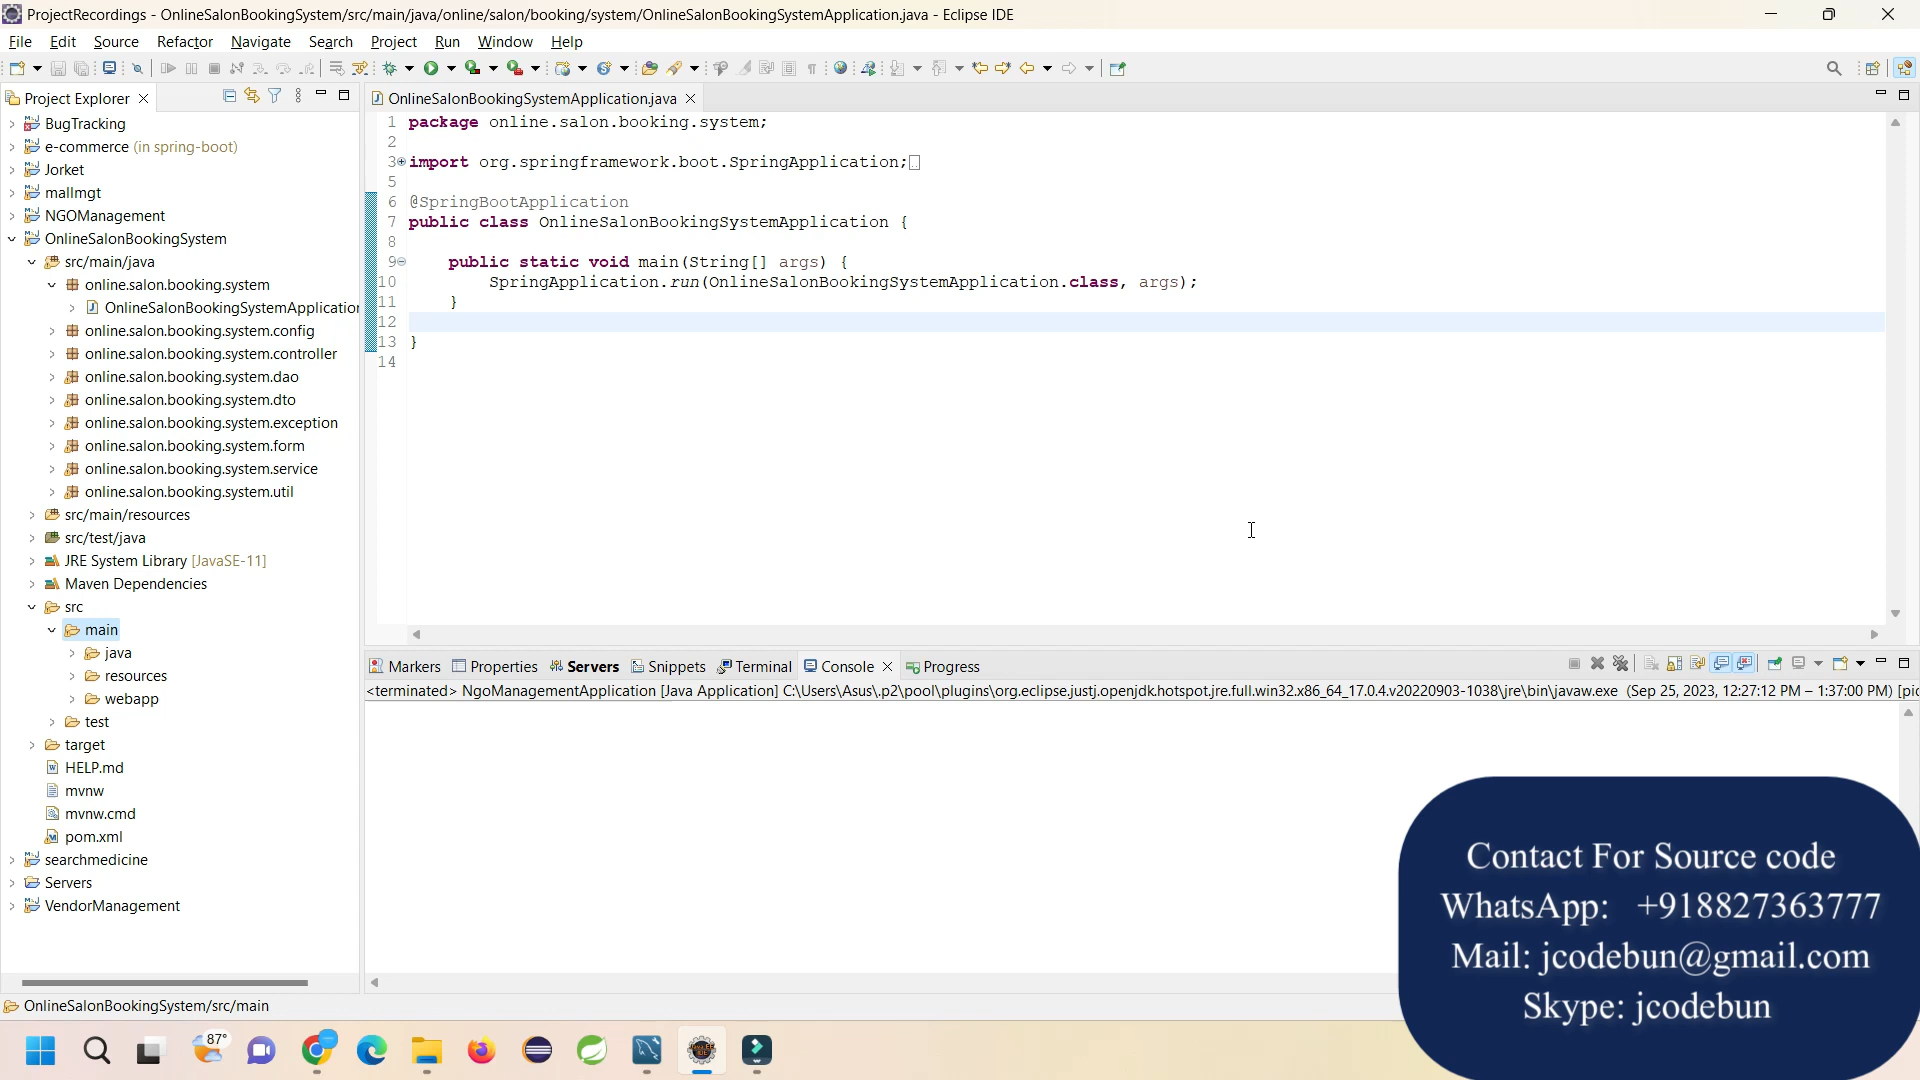 ProjectRecordings - OnlineSalonBookingSystem/src/main/java/online/salon/booking/system/OnlineSalonBookingSystemApplication.java - Eclipse IDE
File Edit Source Refactor Navigate Search Project Run Window Help
Project Explorer
BugTracking
e-commerce (in spring-boot)
Jorket
mallmgt
NGOManagement
OnlineSalonBookingSystem
src/main/java
online.salon.booking.system
OnlineSalonBookingSystemApplication
online.salon.booking.system.config
online.salon.booking.system.controller
online.salon.booking.system.dao
online.salon.booking.system.dto
online.salon.booking.system.exception
online.salon.booking.system.form
online.salon.booking.system.service
online.salon.booking.system.util
src/main/resources
src/test/java
JRE System Library [JavaSE-11]
Maven Dependencies
src
main
java
resources
webapp
test
target
HELP.md
mvnw
mvnw.cmd
pom.xml
searchmedicine
Servers
VendorManagement
OnlineSalonBookingSystemApplication.java
1 package online.salon.booking.system;
2
3 import org.springframework.boot.SpringApplication;
5
6 @SpringBootApplication
7 public class OnlineSalonBookingSystemApplication {
8
9 public static void main(String[] args) {
10 SpringApplication.run(OnlineSalonBookingSystemApplication.class, args);
11 }
12
13 }
14
Markers Properties Servers Snippets Terminal Console Progress
<terminated> NgoManagementApplication [Java Application] C:\Users\Asus\.p2\pool\plugins\org.eclipse.justj.openjdk.hotspot.jre.full.win32.x86_64_17.0.4.v20220903-1038\jre\bin\javaw.exe (Sep 25, 2023, 12:27:12 PM – 1:37:00 PM) [pid
Contact For Source code
WhatsApp: +918827363777
Mail: jcodebun@gmail.com
Skype: jcodebun
OnlineSalonBookingSystem/src/main
87°